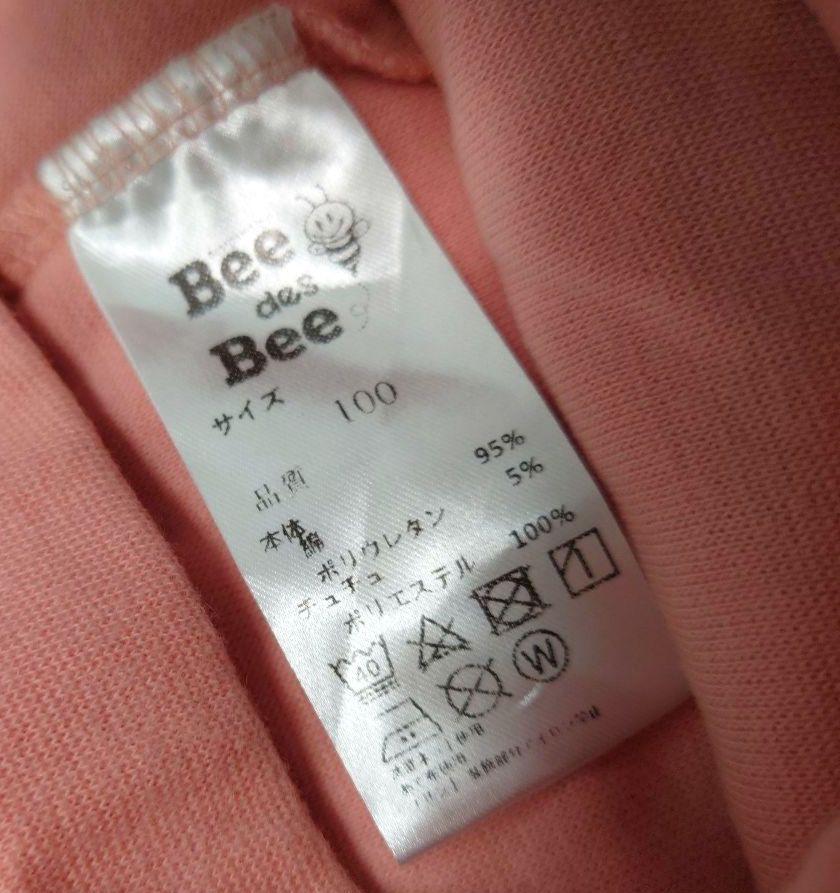 Bee
des
Bee
サイズ 100
品質
本体
綿 95%
ポリウレタン 5%
チュチュ
ポリエステル 100%
40
W